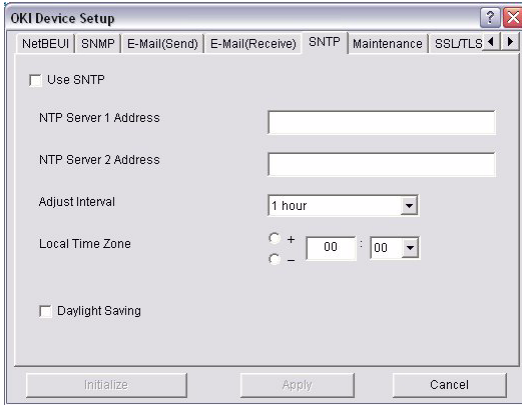 OKI Device Setup
NetBEUI SNMP E-Mail(Send) E-Mail(Receive) SNTP Maintenance SSL/TLS
Use SNTP
NTP Server 1 Address
NTP Server 2 Address
Adjust Interval 1 hour
Local Time Zone + 00 : 00
−
Daylight Saving
Initialize Apply Cancel